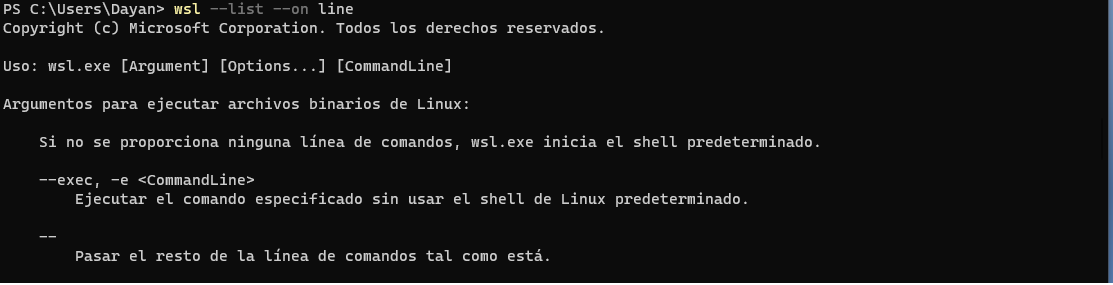 PS C:\Users\Dayan> wsl --list --on line
Copyright (c) Microsoft Corporation. Todos los derechos reservados.
Uso: wsl.exe [Argument] [Options...] [CommandLine]
Argumentos para ejecutar archivos binarios de Linux:
Si no se proporciona ninguna línea de comandos, wsl.exe inicia el shell predeterminado.
--exec, -e <CommandLine>
Ejecutar el comando especificado sin usar el shell de Linux predeterminado.
--
Pasar el resto de la línea de comandos tal como está.